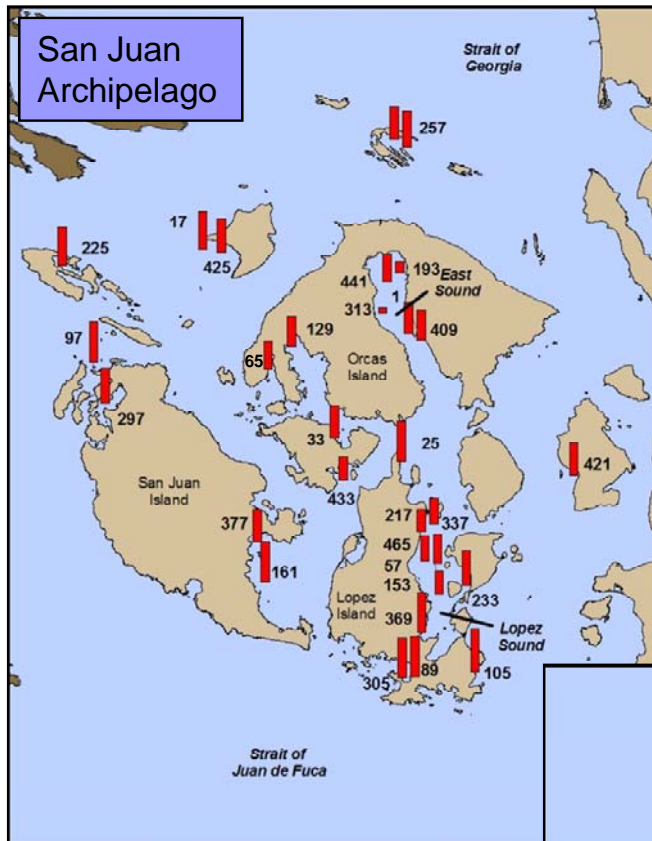 San Juan
Archipelago
Strait of
Georgia
257
17
225
425
441
193
East
Sound
1
313
129
409
97
65
Orcas
Island
297
33
25
421
433
San Juan
Island
377
217
337
465
161
57
153
Lopez
Island
233
369
Lopez
Sound
305
89
105
Strait of
Juan de Fuca